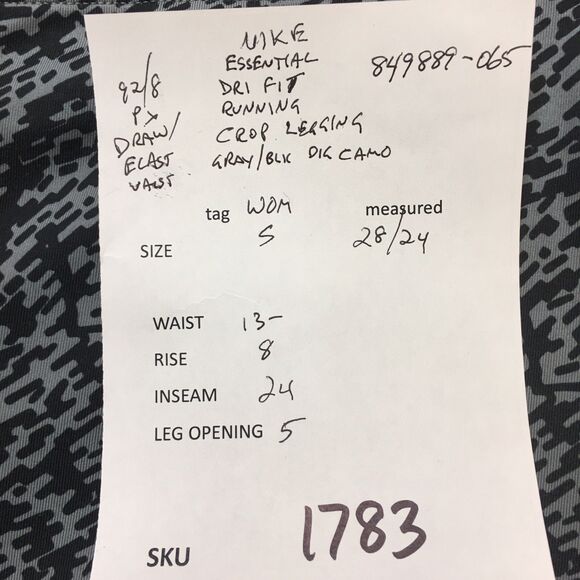 NIKE
ESSENTIAL
849889-065
92/8
DRI FIT
PX
RUNNING
DRAW/
CROP LEGGING
ELAST
GRAY/BLK DIG CAMO
WAIST
tag WOM measured
SIZE S 28/24
WAIST 13-
RISE 8
INSEAM 24
LEG OPENING 5
SKU 1783